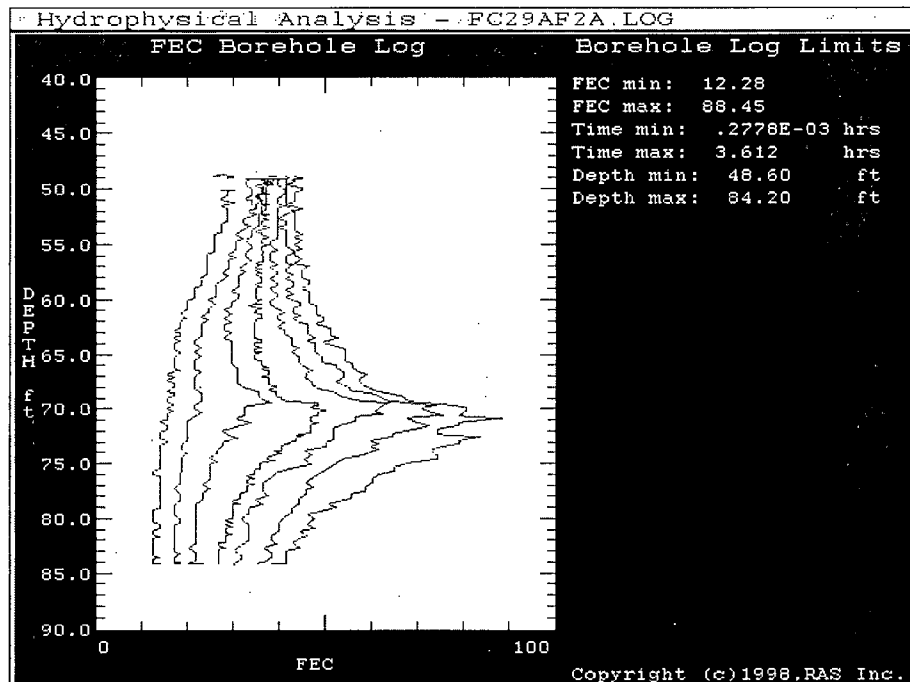 Hydrophysical Analysis - FC29AF2A.LOG
FEC Borehole Log
Borehole Log Limits
FEC min: 12.28
FEC max: 88.45
Time min: .2778E-03 hrs
Time max: 3.612 hrs
Depth min: 48.60 ft
Depth max: 84.20 ft
40.0
45.0
50.0
55.0
60.0
65.0
70.0
75.0
80.0
85.0
90.0
DEPTH ft
0
100
FEC
Copyright (c)1998,RAS Inc.